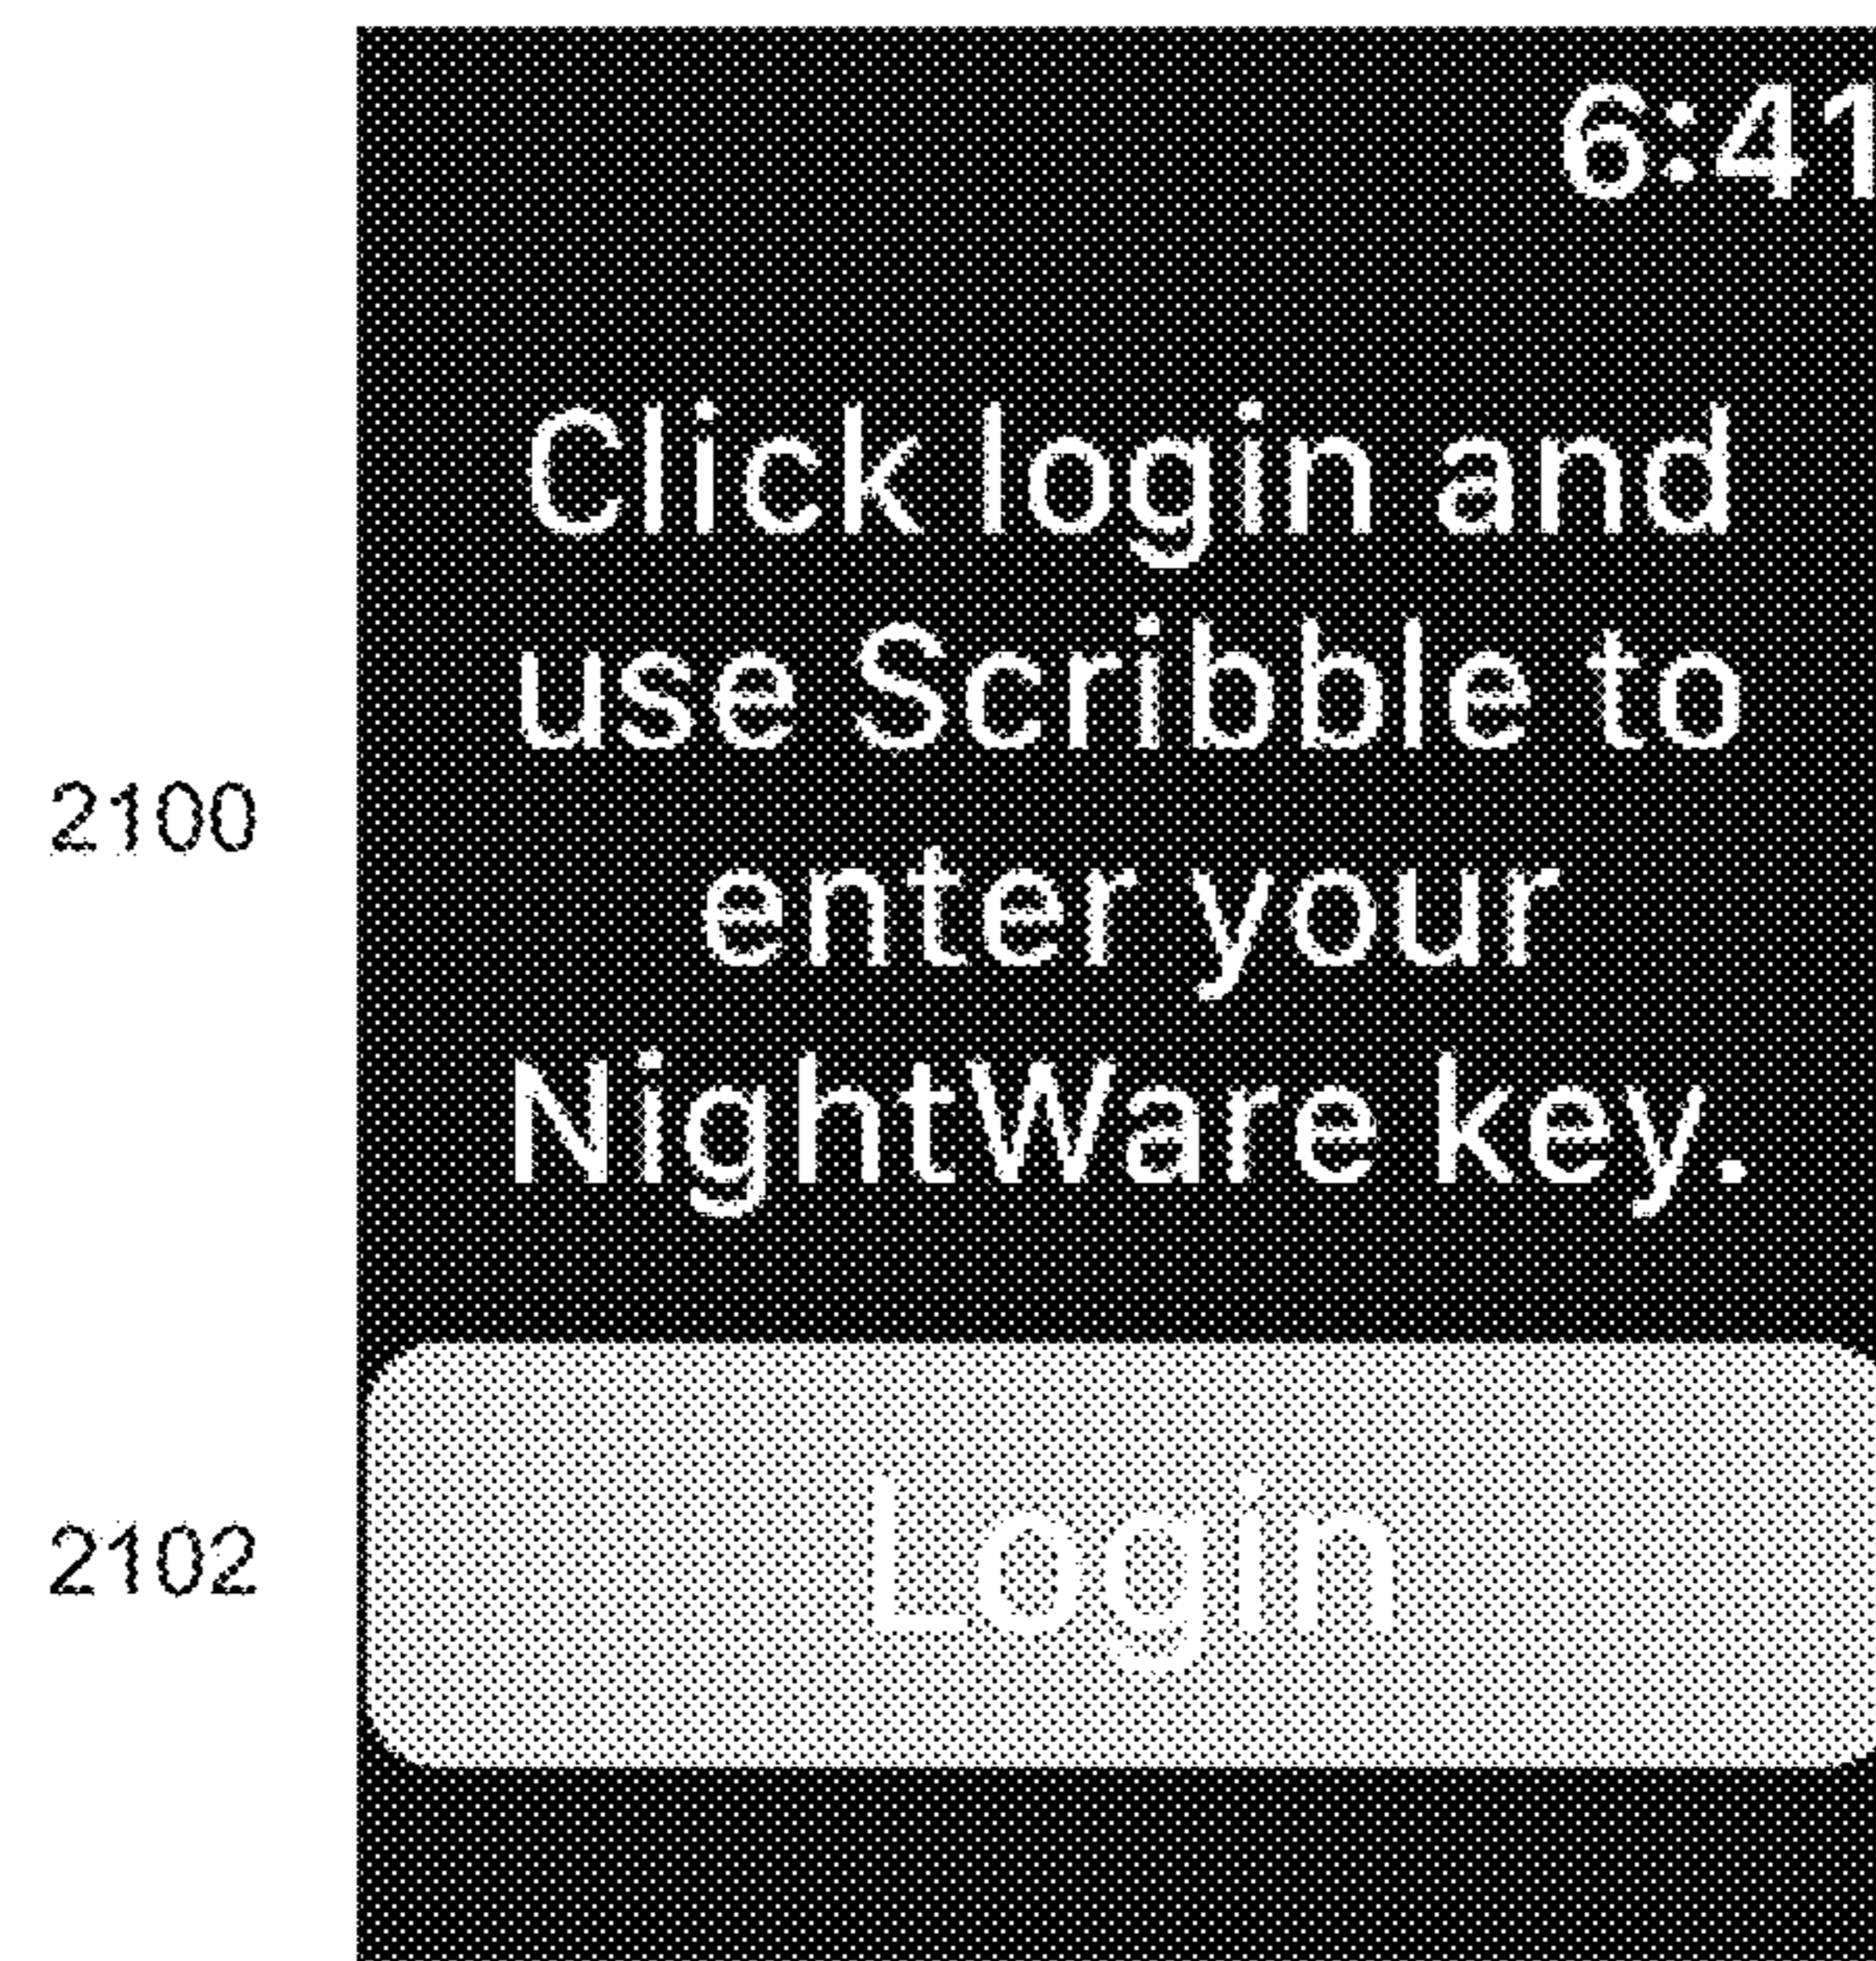 6:41
Click login and
use Scribble to
2100
enter your
NightWare key.
2102
Login